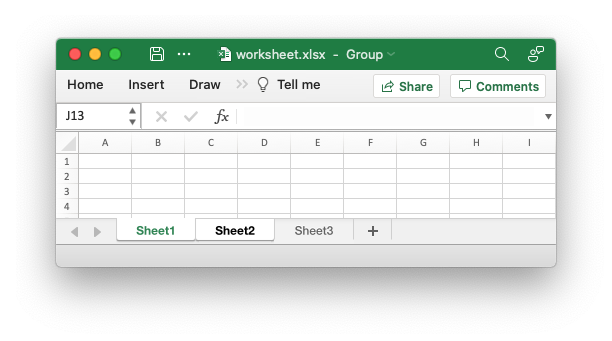 worksheet.xlsx - Group
Home Insert Draw Tell me Share Comments
J13 fx
A B C D E F G H I
1
2
3
4
Sheet1 Sheet2 Sheet3 +